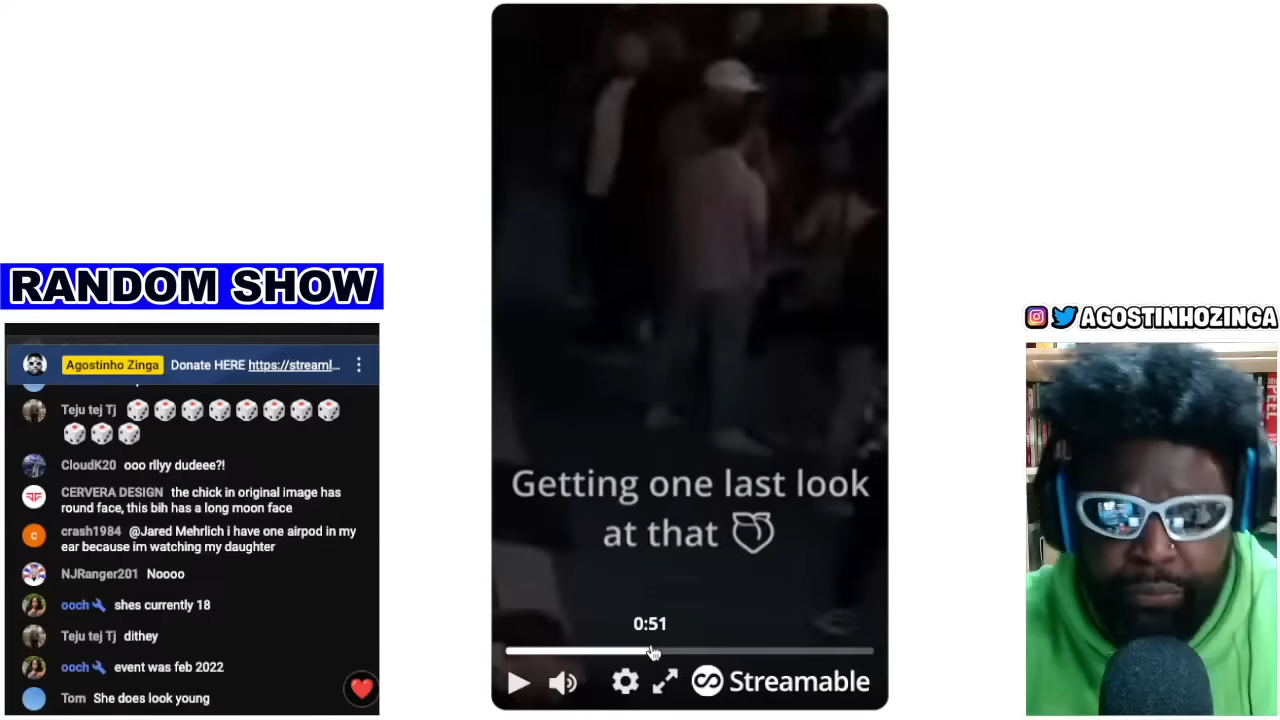 RANDOM SHOW
Agostinho Zinga Donate HERE https://streaml...
Teju tej Tj
CloudK20 ooo rllyy dudeee?!
CERVERA DESIGN the chick in original image has
round face, this bih has a long moon face
crash1984 @Jared Mehrlich i have one airpod in my
ear because im watching my daughter
NJRanger201 Noooo
ooch shes currently 18
Teju tej Tj dithey
ooch event was feb 2022
Tom She does look young
Getting one last look
at that
0:51
Streamable
AGOSTINHOZINGA